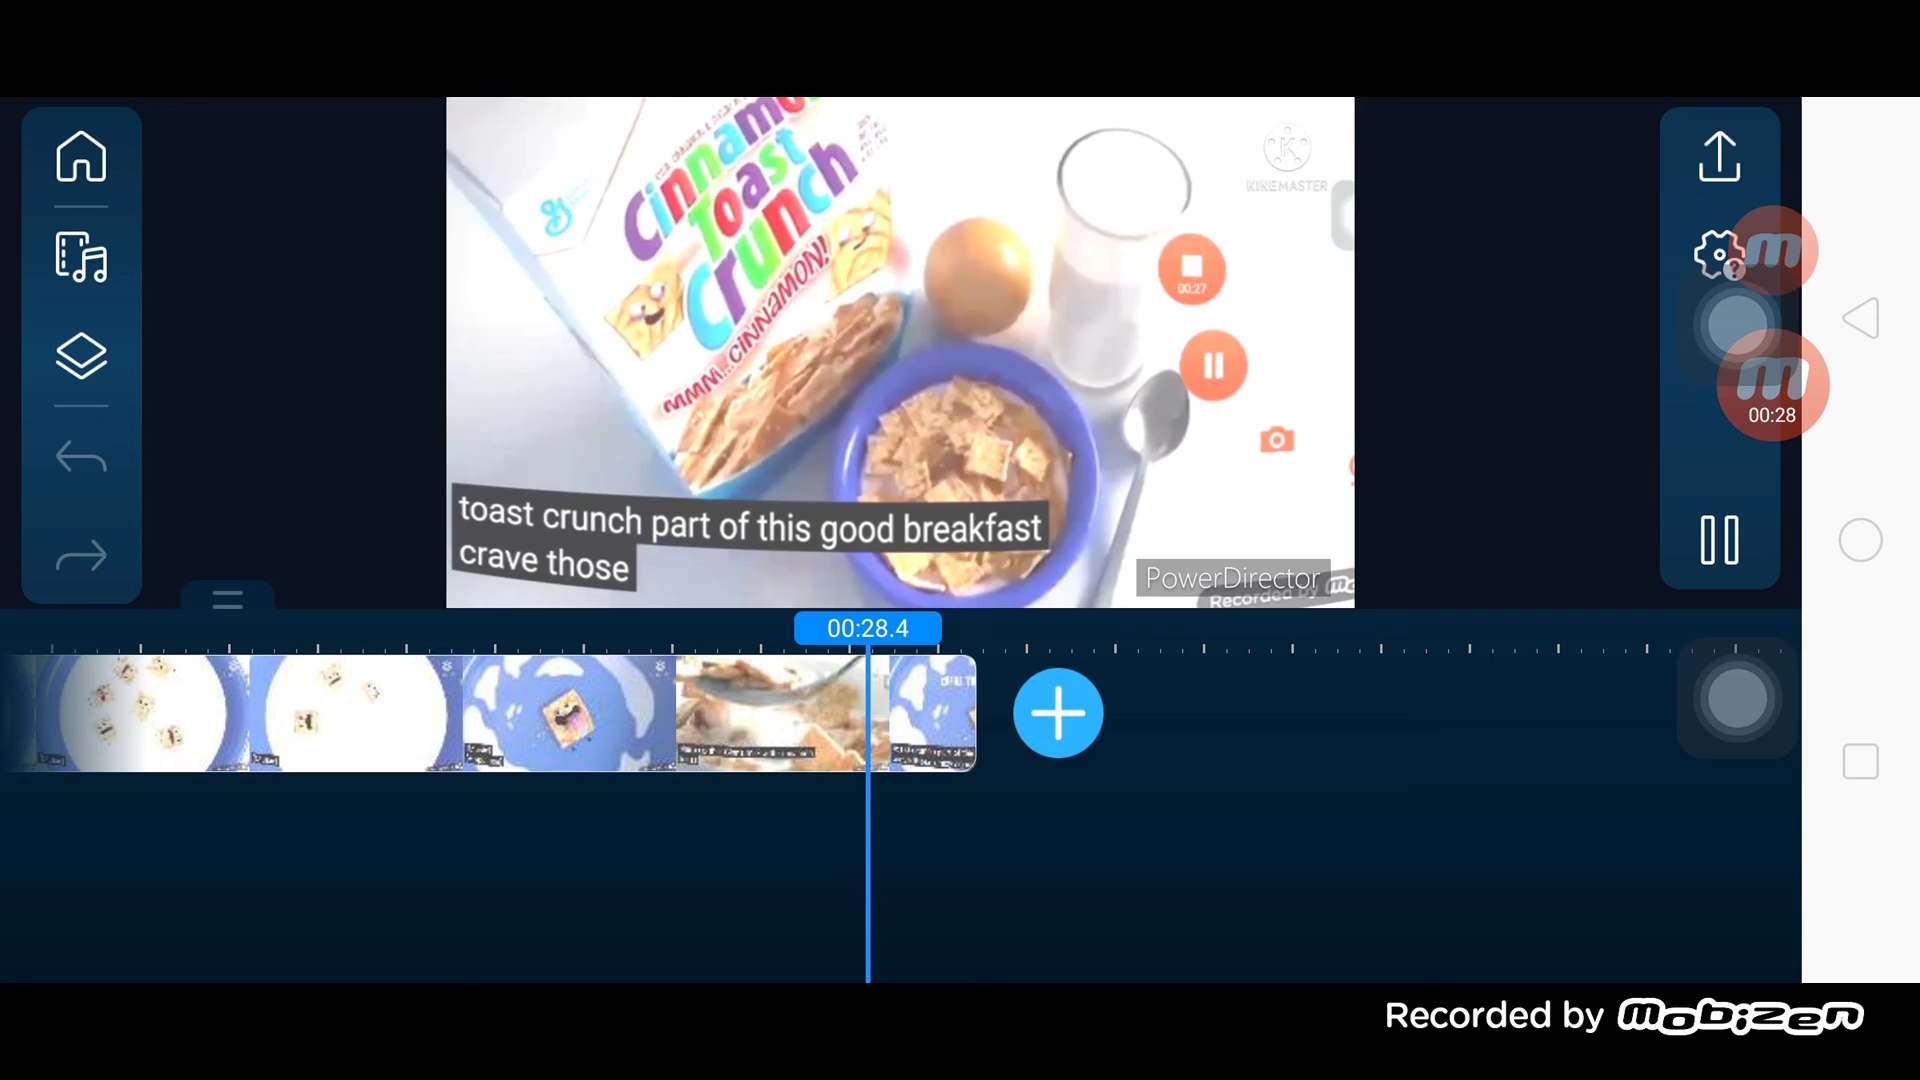 Cinnamon
Toast
Crunch
MMM...CINNAMON!
G
K
KINEMASTER
00:27
00:28
toast crunch part of this good breakfast
crave those
PowerDirector
Recorded by
00:28.4
Recorded by mobizen